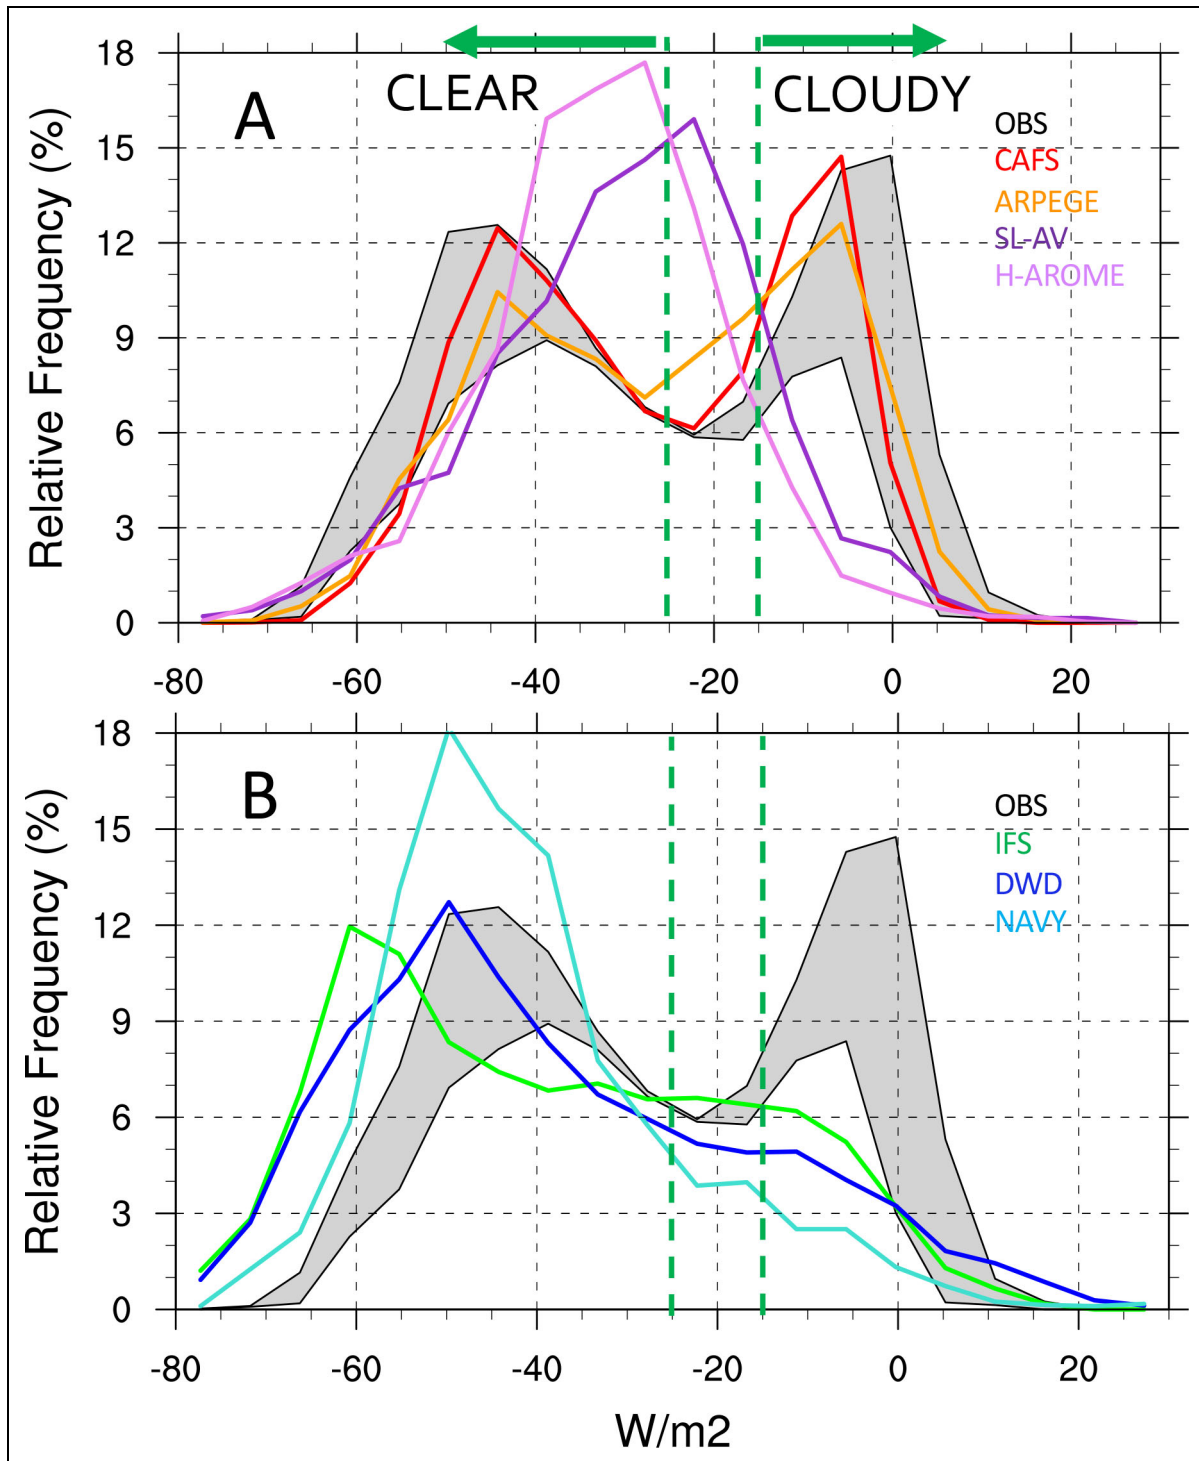 18
CLEAR
CLOUDY
A
15
OBS
CAFS
12
ARPEGE
SL-AV
H-AROME
9
6
3
0
Relative Frequency (%)
-80 -60 -40 -20 0 20
18
B
15
OBS
IFS
12
DWD
NAVY
9
6
3
0
Relative Frequency (%)
-80 -60 -40 -20 0 20
W/m2